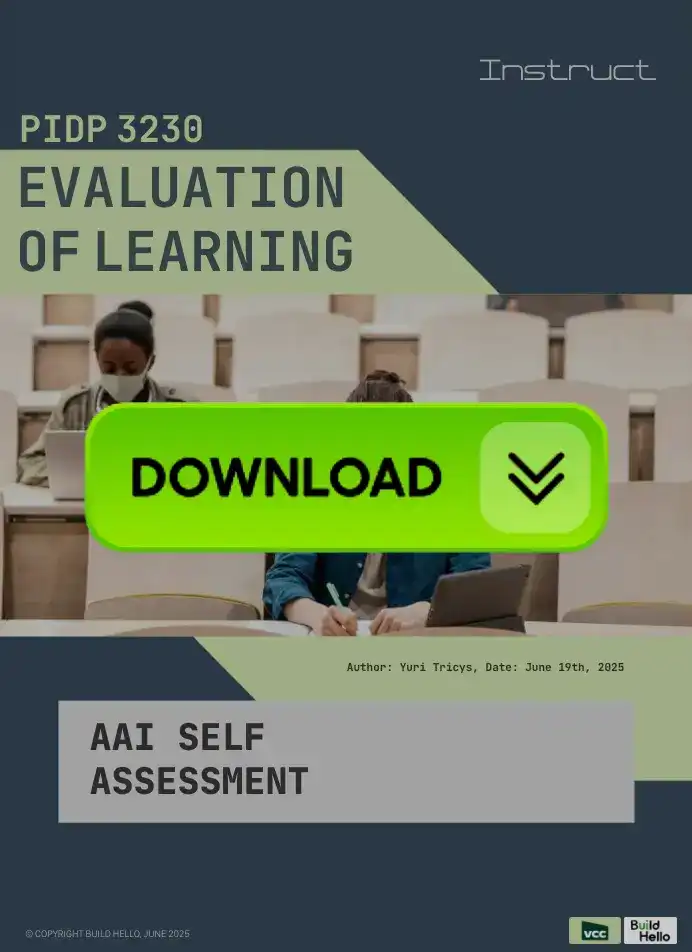 Instruct
PIDP 3230
EVALUATION
OF LEARNING
DOWNLOAD
Author: Yuri Tricys, Date: June 19th, 2025
AAI SELF
ASSESSMENT
© COPYRIGHT BUILD HELLO, JUNE 2025
vcc
Build
Hello